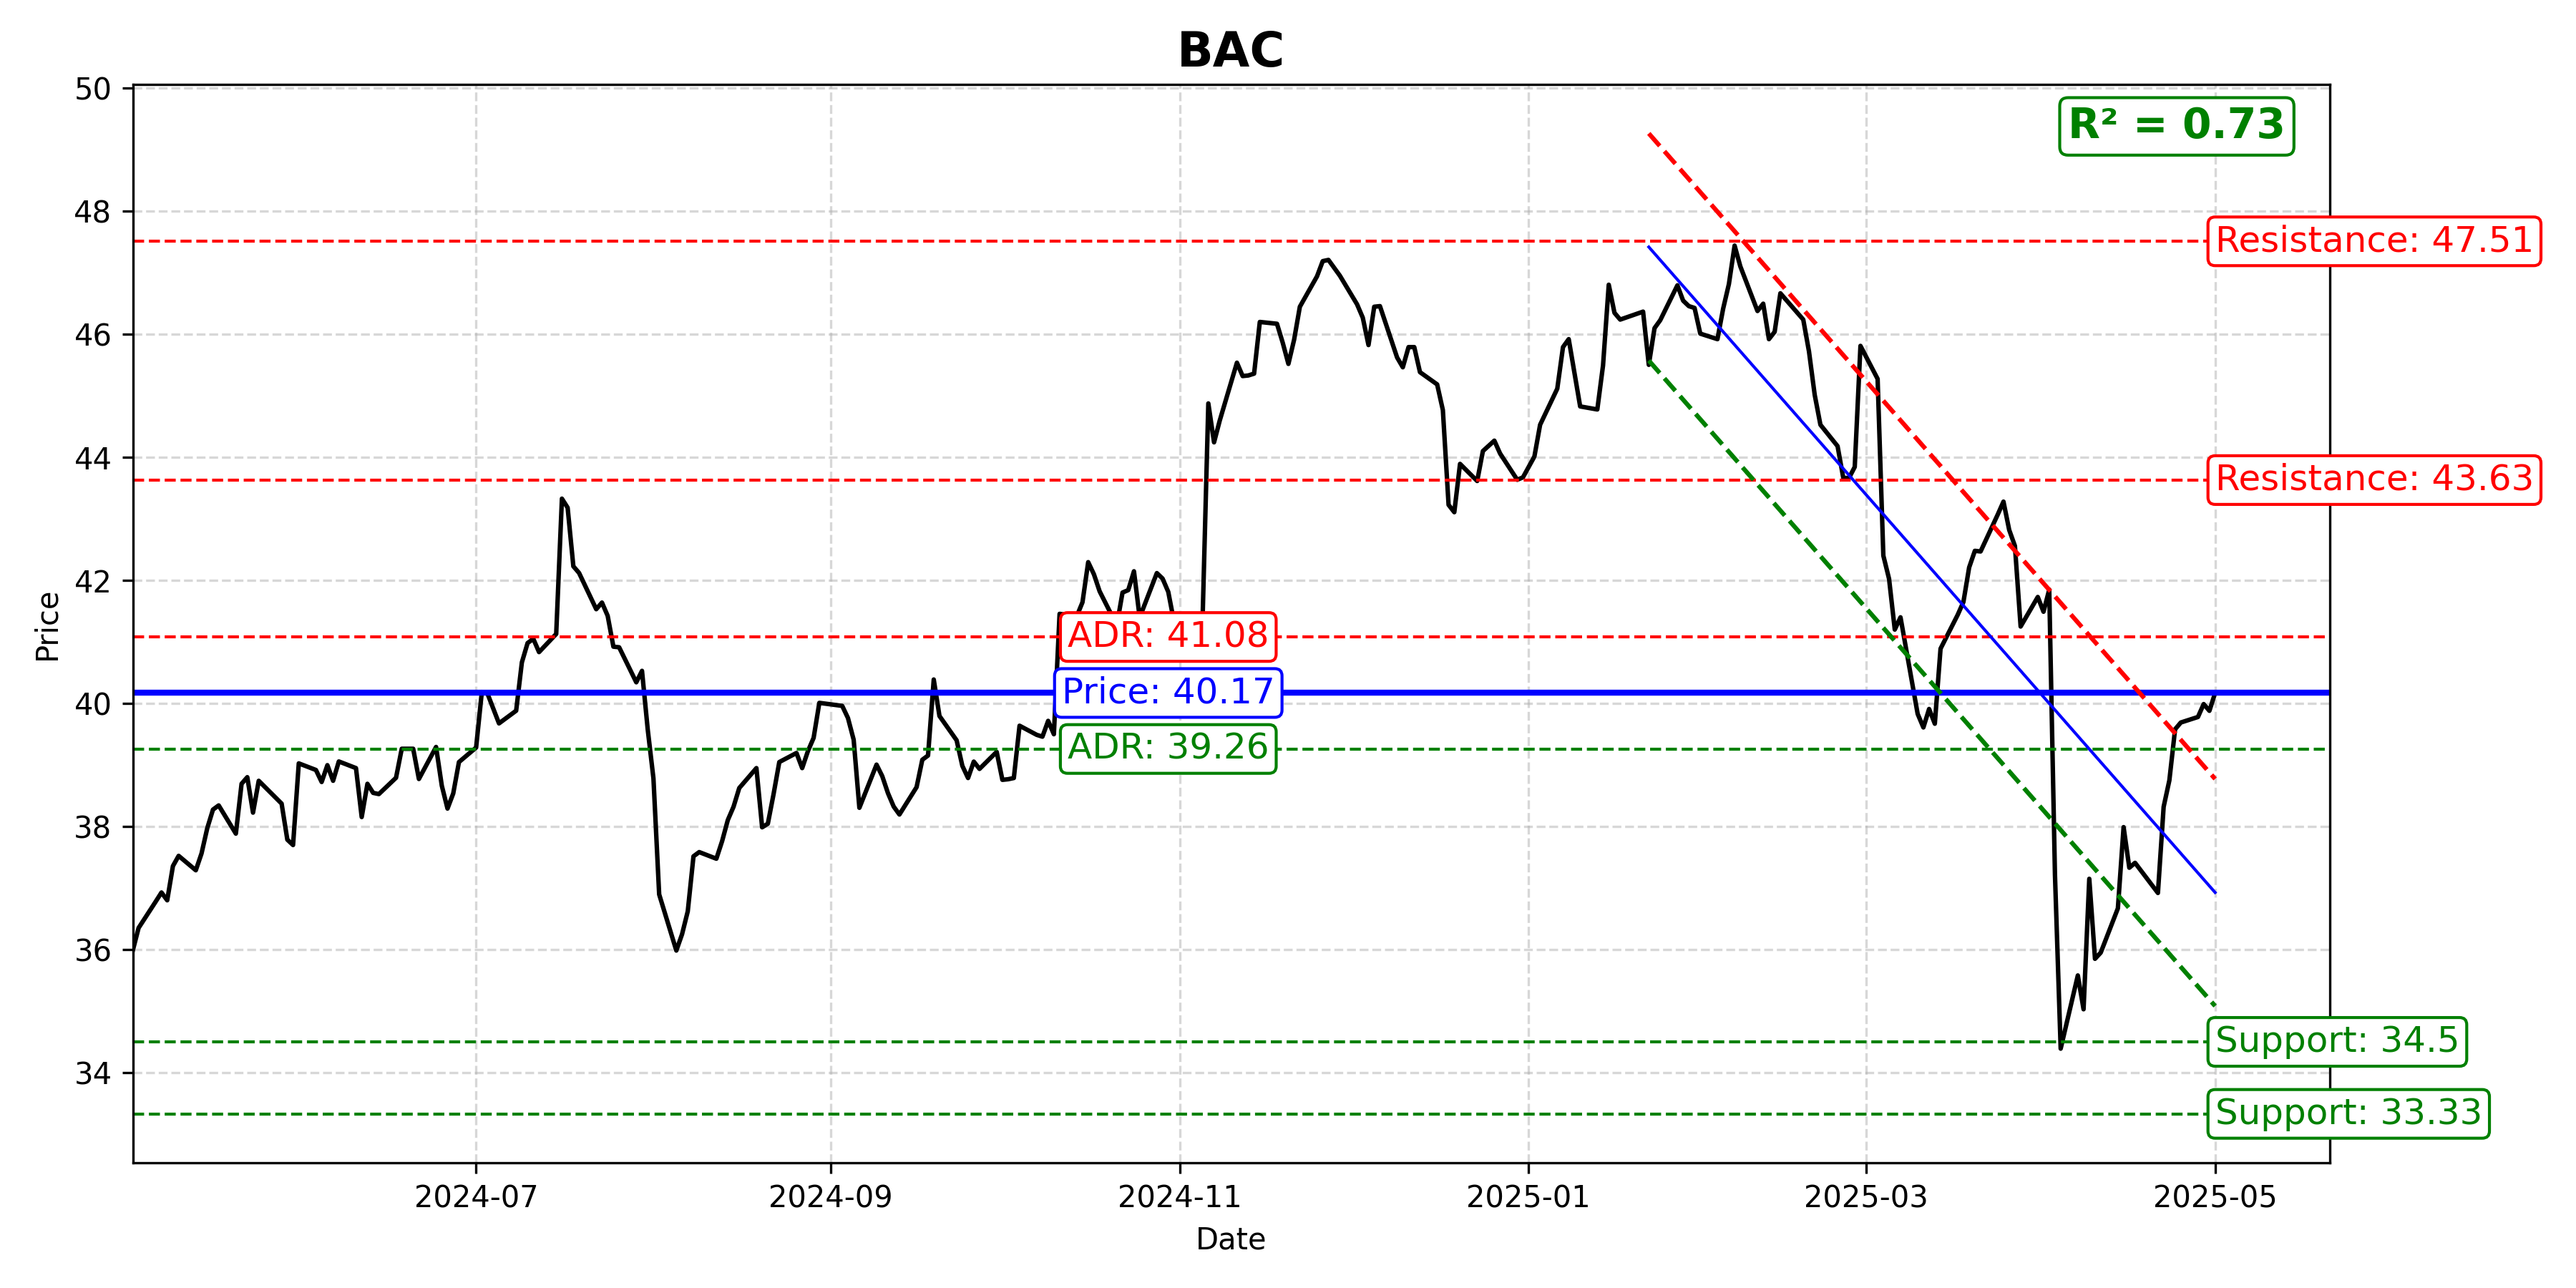 BAC
50
48
46
44
42
40
38
36
34
Price
R² = 0.73
Resistance: 47.51
Resistance: 43.63
ADR: 41.08
Price: 40.17
ADR: 39.26
Support: 34.5
Support: 33.33
2024-07
2024-09
2024-11
2025-01
2025-03
2025-05
Date